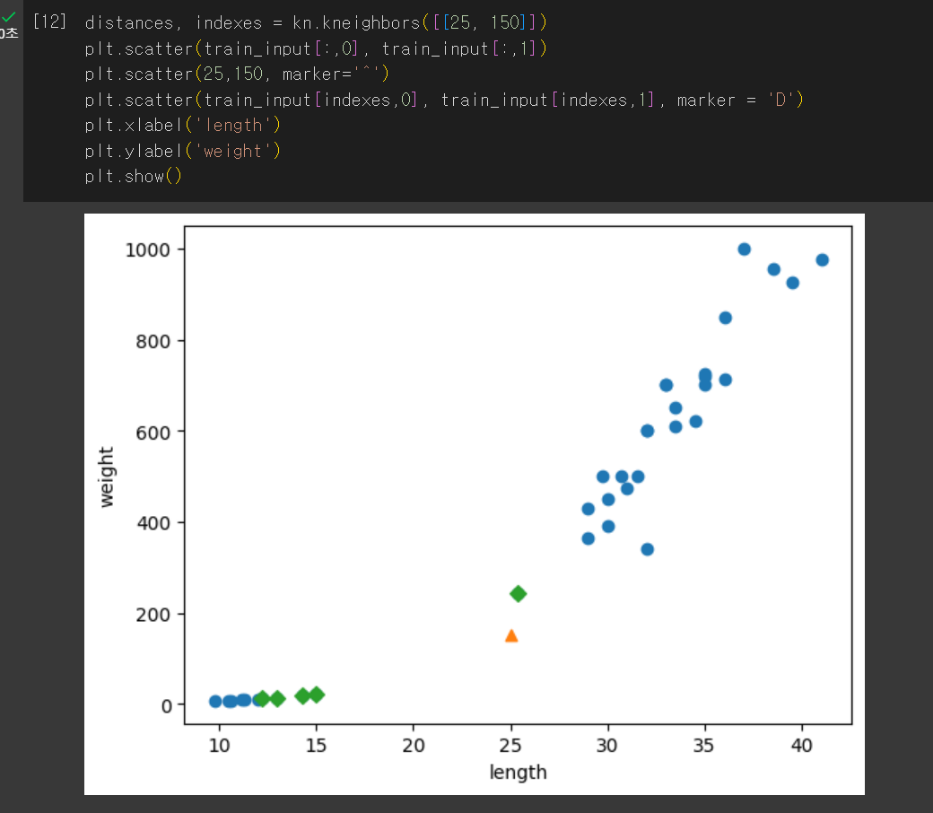 [12] distances, indexes = kn.kneighbors([[25, 150]])
0초
plt.scatter(train_input[:,0], train_input[:,1])
plt.scatter(25,150, marker='^')
plt.scatter(train_input[indexes,0], train_input[indexes,1], marker = 'D')
plt.xlabel('length')
plt.ylabel('weight')
plt.show()
1000
800
600
400
200
0
weight
10 15 20 25 30 35 40
length